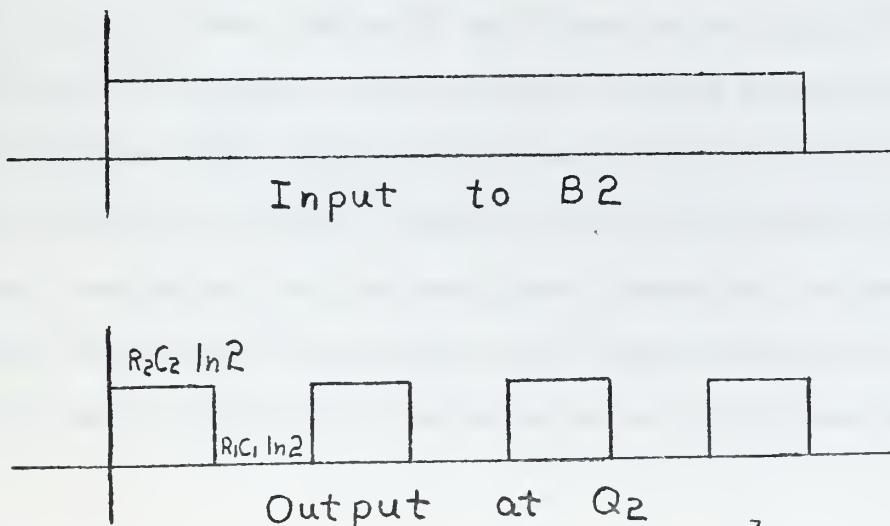 Input to B2
R₂C₂ ln2
R₁C₁ ln2
Output at Q₂